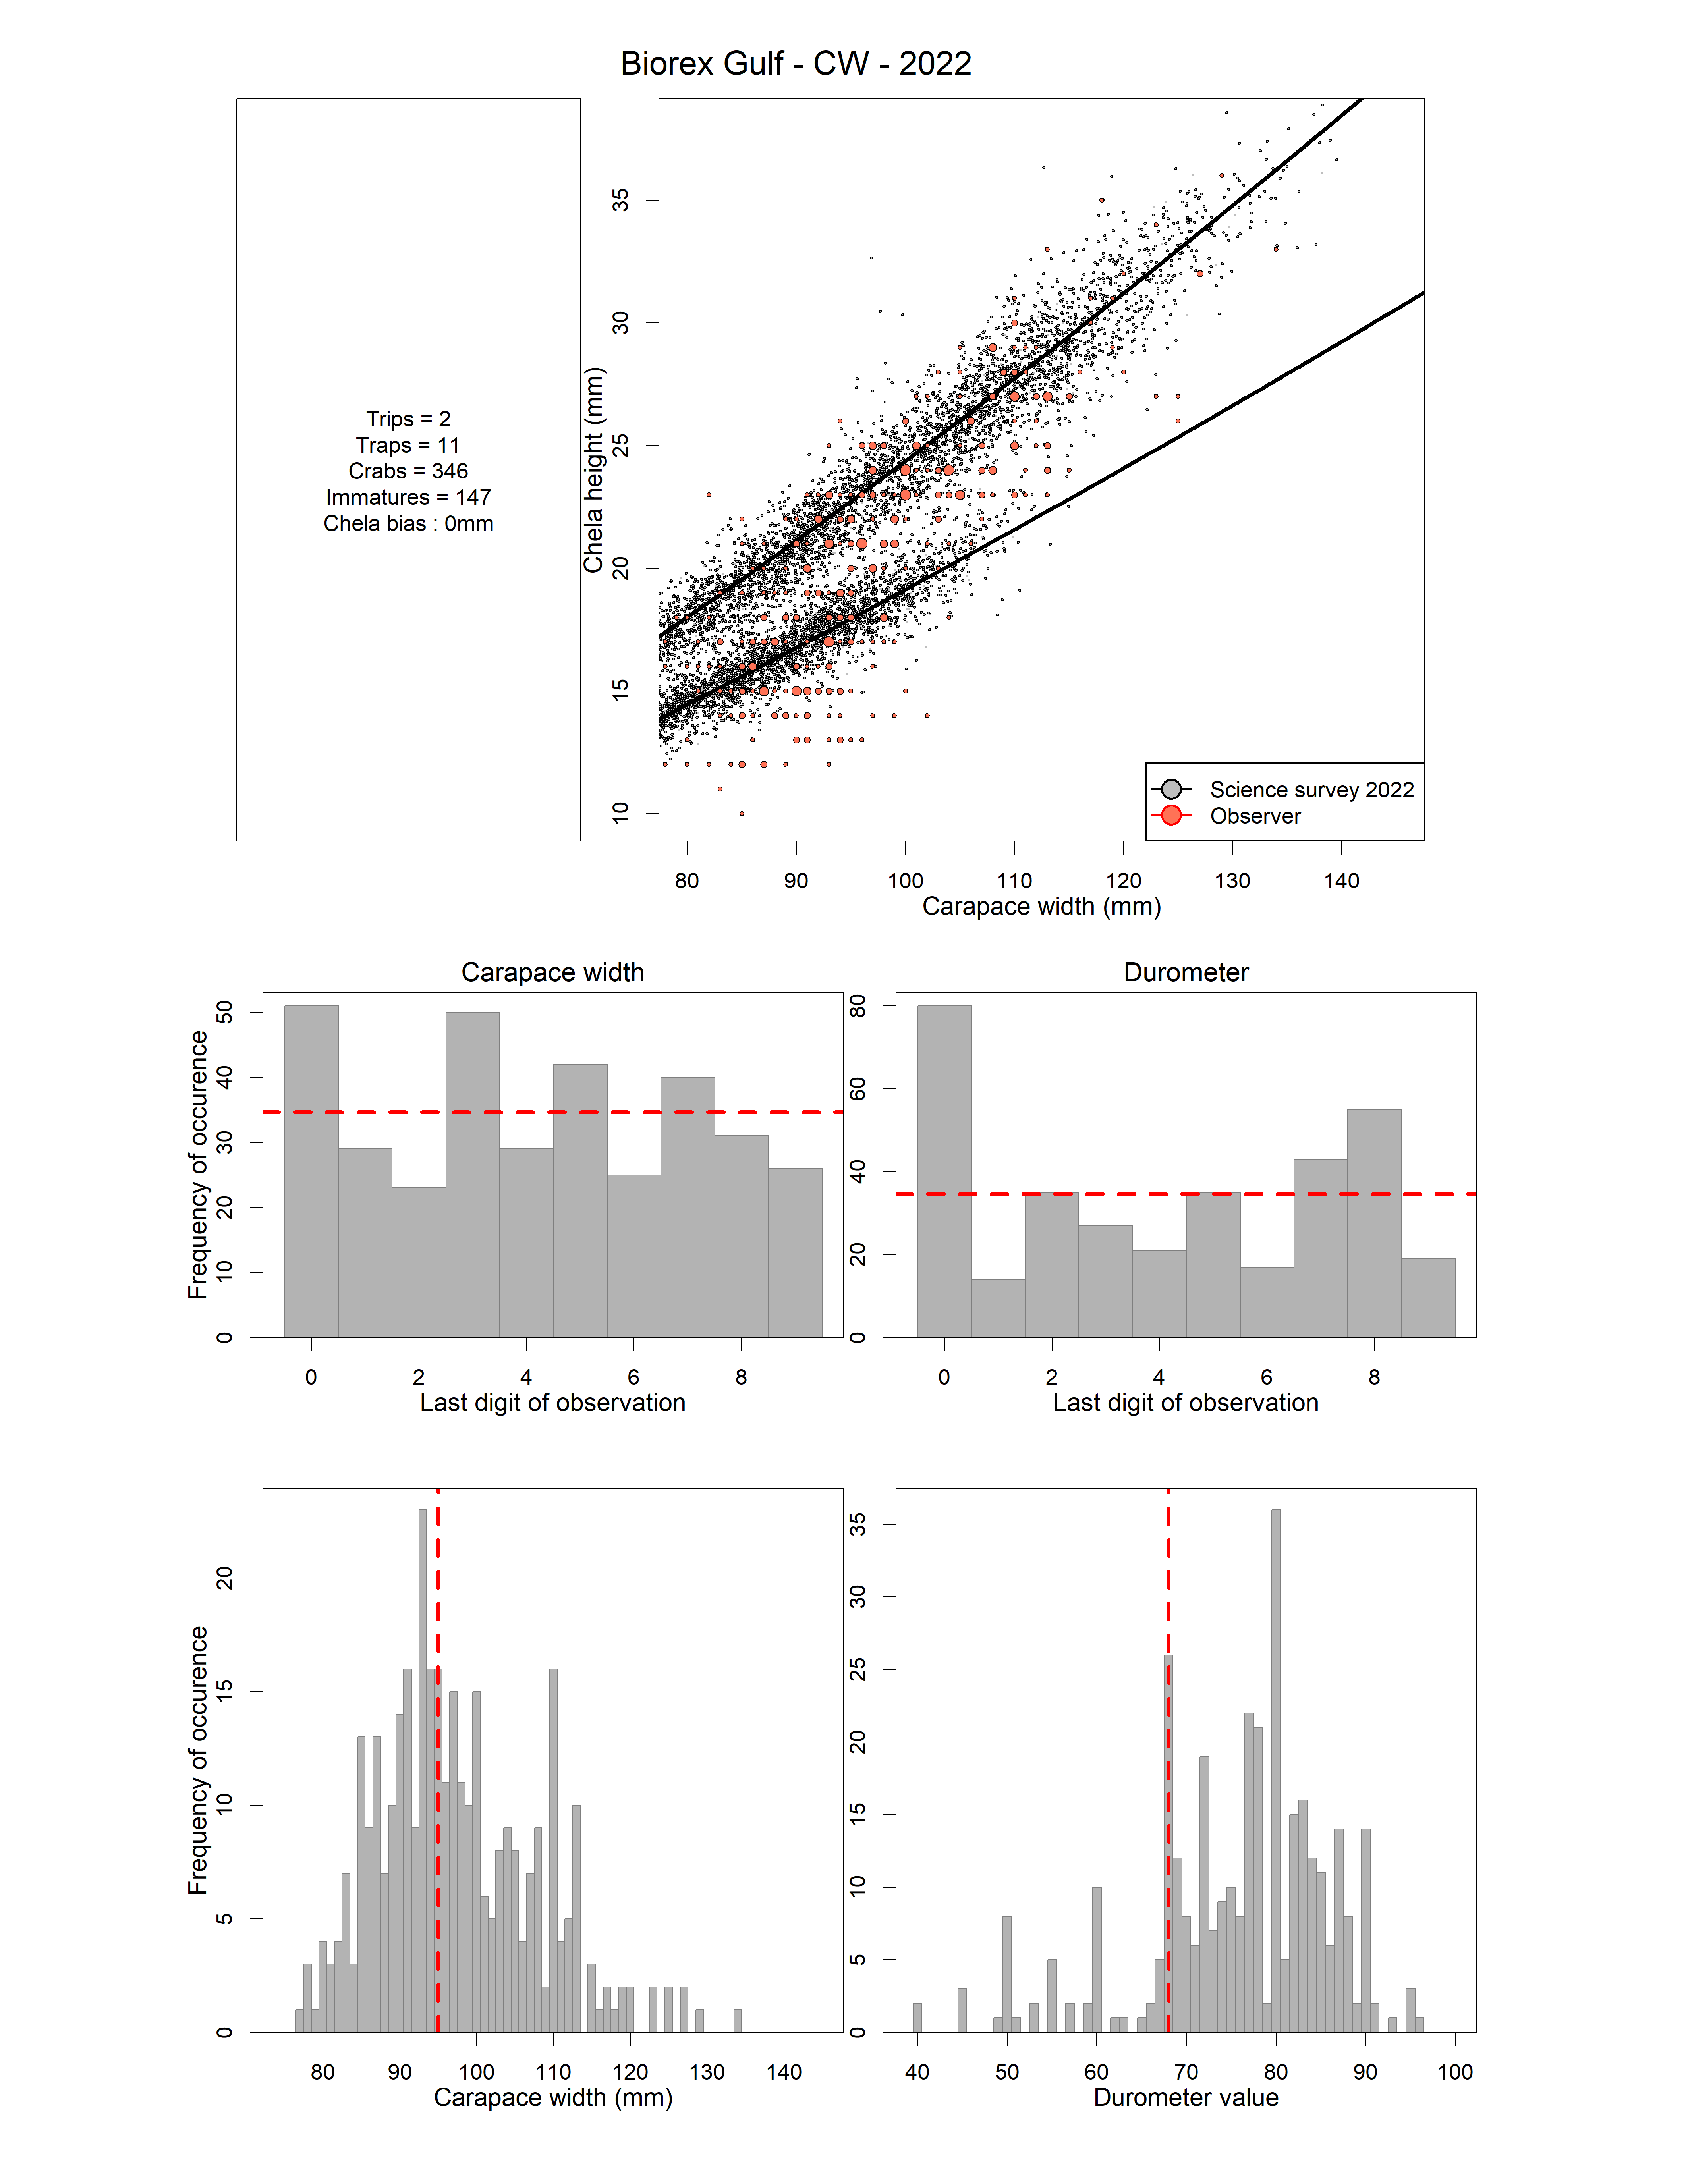 Biorex Gulf - CW - 2022
Trips = 2
Traps = 11
Crabs = 346
Immatures = 147
Chela bias : 0mm
Chela height (mm)
35
30
25
20
15
10
Science survey 2022
Observer
80 90 100 110 120 130 140
Carapace width (mm)
Carapace width
Frequency of occurence
50
40
30
20
10
0
0 2 4 6 8
Last digit of observation
Durometer
80
60
40
20
0
0 2 4 6 8
Last digit of observation
Frequency of occurence
20
15
10
5
0
80 90 100 110 120 130 140
Carapace width (mm)
35
30
25
20
15
10
5
0
40 50 60 70 80 90 100
Durometer value